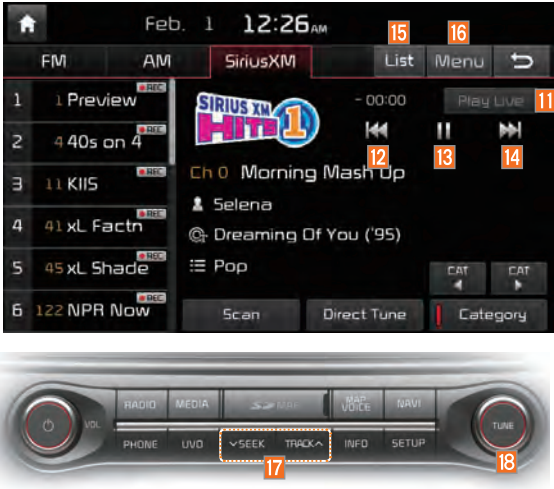 Feb. 1 12:26 AM
15 16
FM AM SiriusXM List Menu
1 1 Preview REC
2 4 40s on 4 REC
3 11 KIIS REC
4 41 xL Factn REC
5 45 xL Shade REC
6 122 NPR Now REC
SIRIUS XM
HITS 1
- 00:00 Play Live 11
12 13 14
Ch 0 Morning Mash Up
Selena
Dreaming Of You ('95)
Pop
CAT CAT
Scan Direct Tune Category
RADIO MEDIA SD MAP MAP VOICE NAVI
VOL TUNE
PHONE UVO SEEK TRACK INFO SETUP
17 18